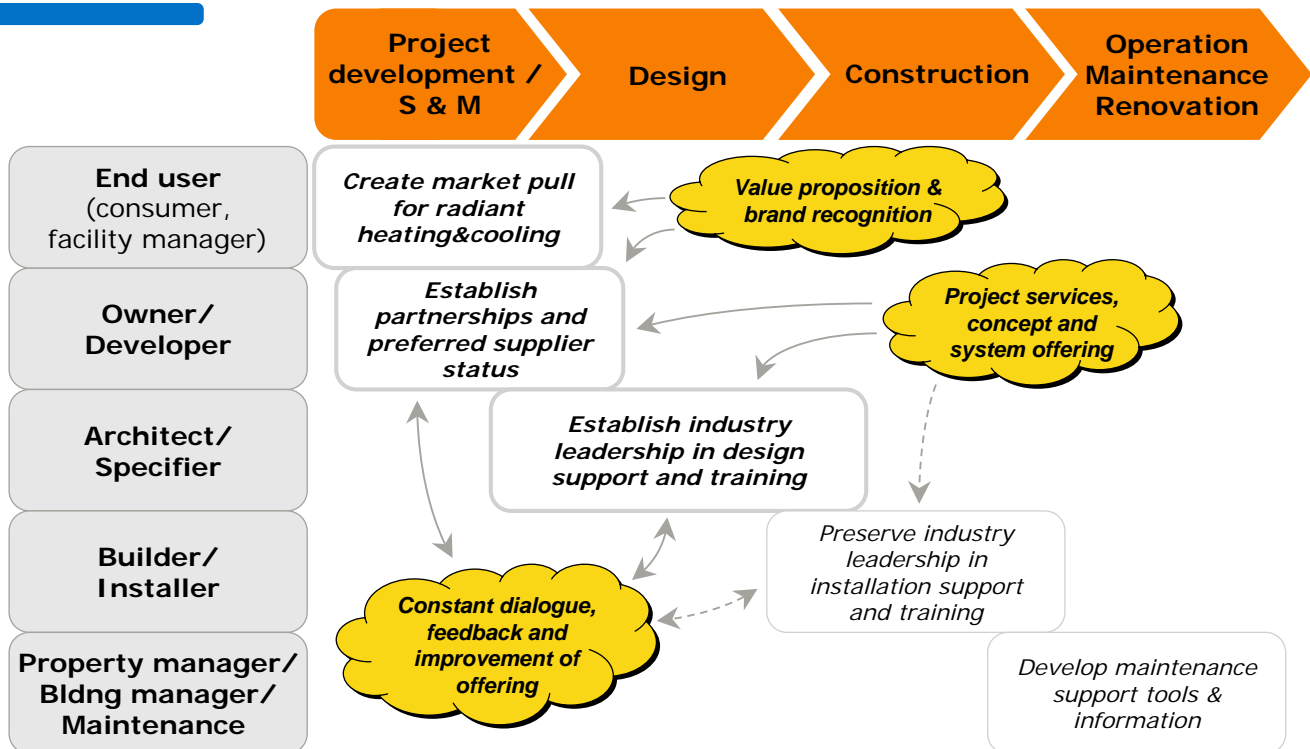 Project
development /
S & M
Design
Construction
Operation
Maintenance
Renovation
End user
(consumer,
facility manager)
Create market pull
for radiant
heating&cooling
Value proposition &
brand recognition
Owner/
Developer
Establish
partnerships and
preferred supplier
status
Project services,
concept and
system offering
Architect/
Specifier
Establish industry
leadership in design
support and training
Builder/
Installer
Preserve industry
leadership in
installation support
and training
Constant dialogue,
feedback and
improvement of
offering
Property manager/
Bldng manager/
Maintenance
Develop maintenance
support tools &
information